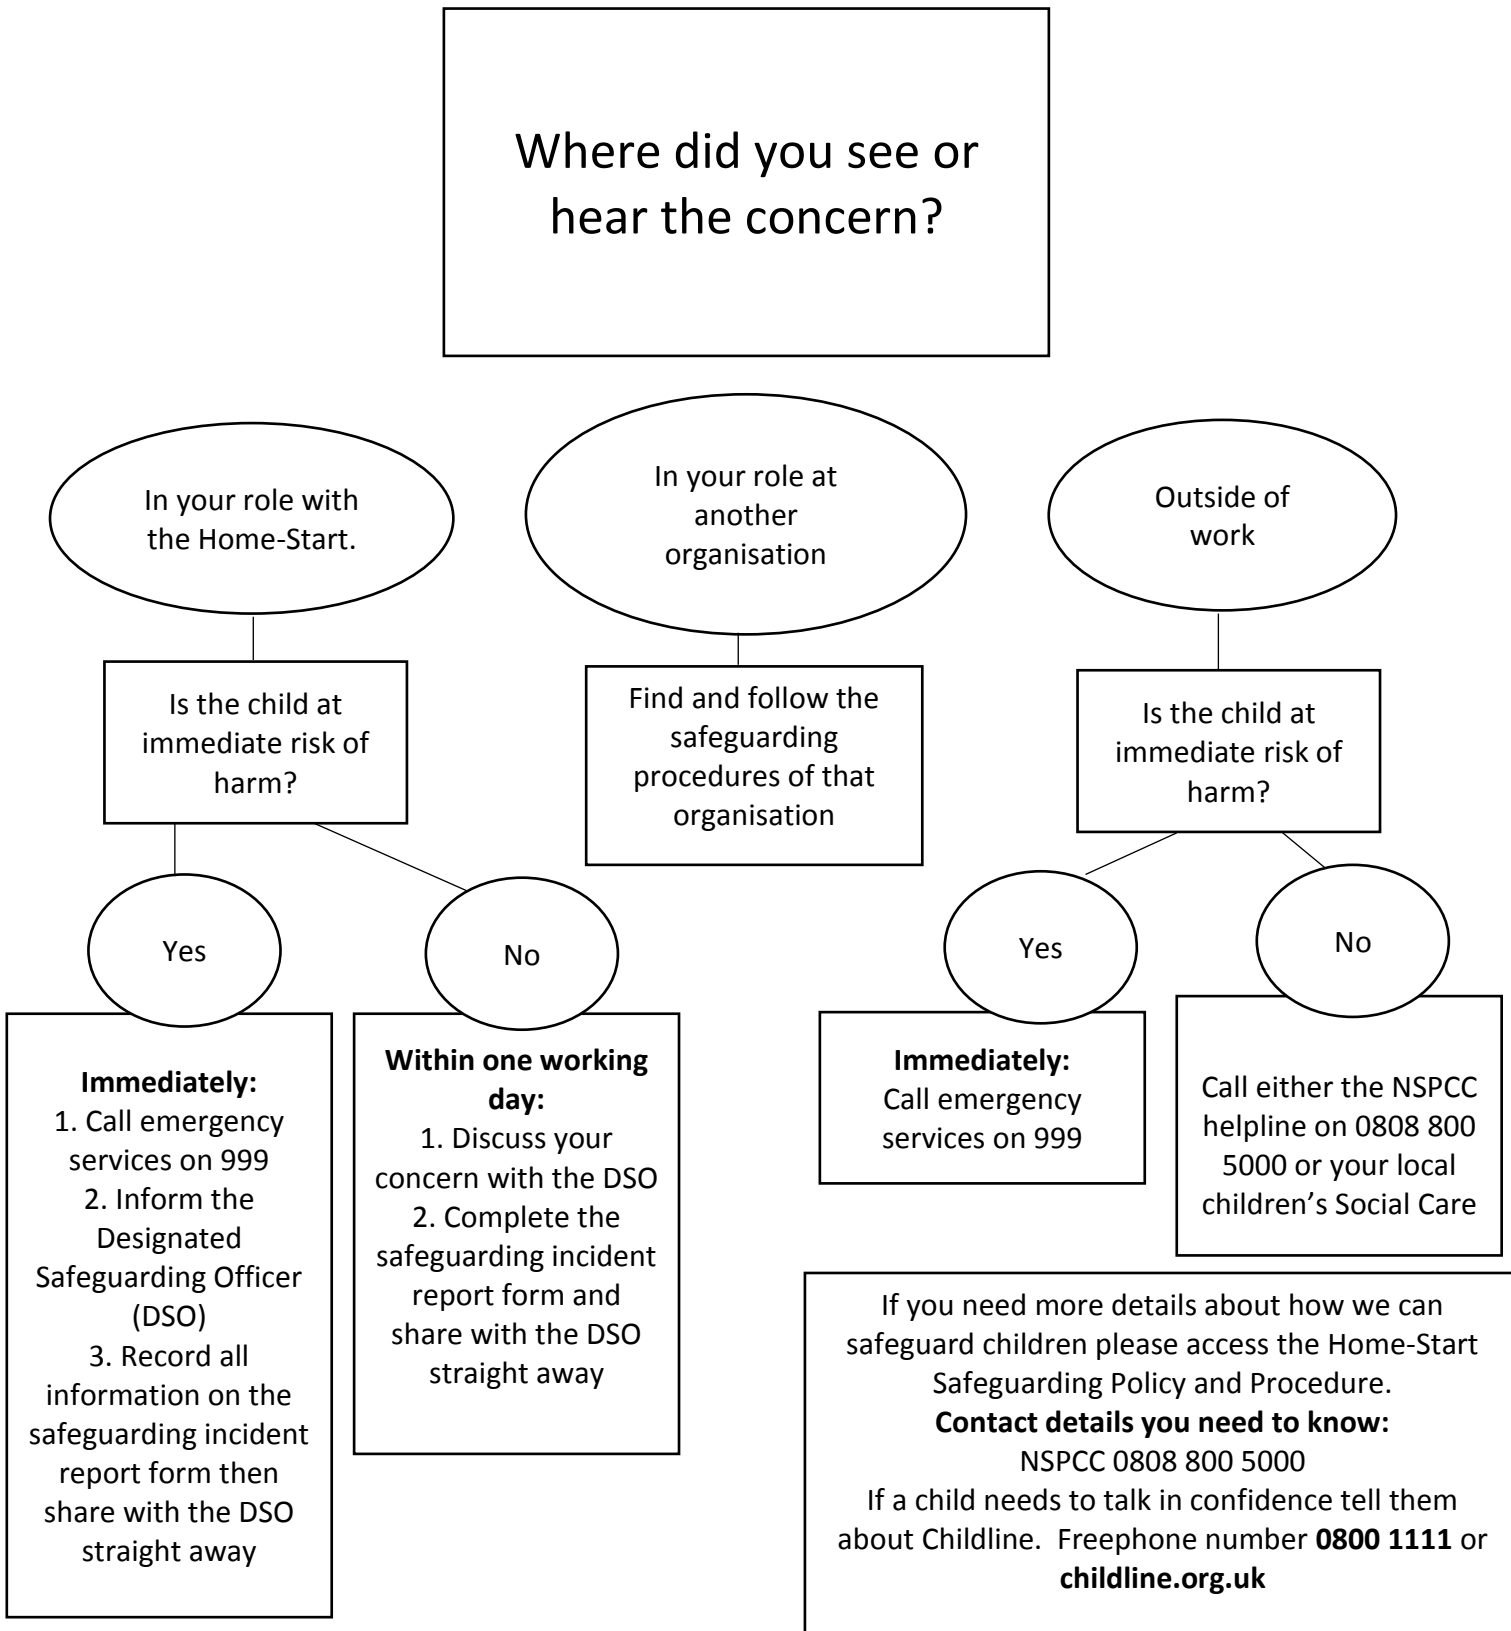 Where did you see or
hear the concern?
In your role with
the Home-Start.
In your role at
another
organisation
Outside of
work
Is the child at
immediate risk of
harm?
Find and follow the
safeguarding
procedures of that
organisation
Is the child at
immediate risk of
harm?
Yes
No
Yes
No
Immediately:
1. Call emergency
services on 999
2. Inform the
Designated
Safeguarding Officer
(DSO)
3. Record all
information on the
safeguarding incident
report form then
share with the DSO
straight away
Within one working
day:
1. Discuss your
concern with the DSO
2. Complete the
safeguarding incident
report form and
share with the DSO
straight away
Immediately:
Call emergency
services on 999
Call either the NSPCC
helpline on 0808 800
5000 or your local
children’s Social Care
If you need more details about how we can
safeguard children please access the Home-Start
Safeguarding Policy and Procedure.
Contact details you need to know:
NSPCC 0808 800 5000
If a child needs to talk in confidence tell them
about Childline.  Freephone number 0800 1111 or
childline.org.uk